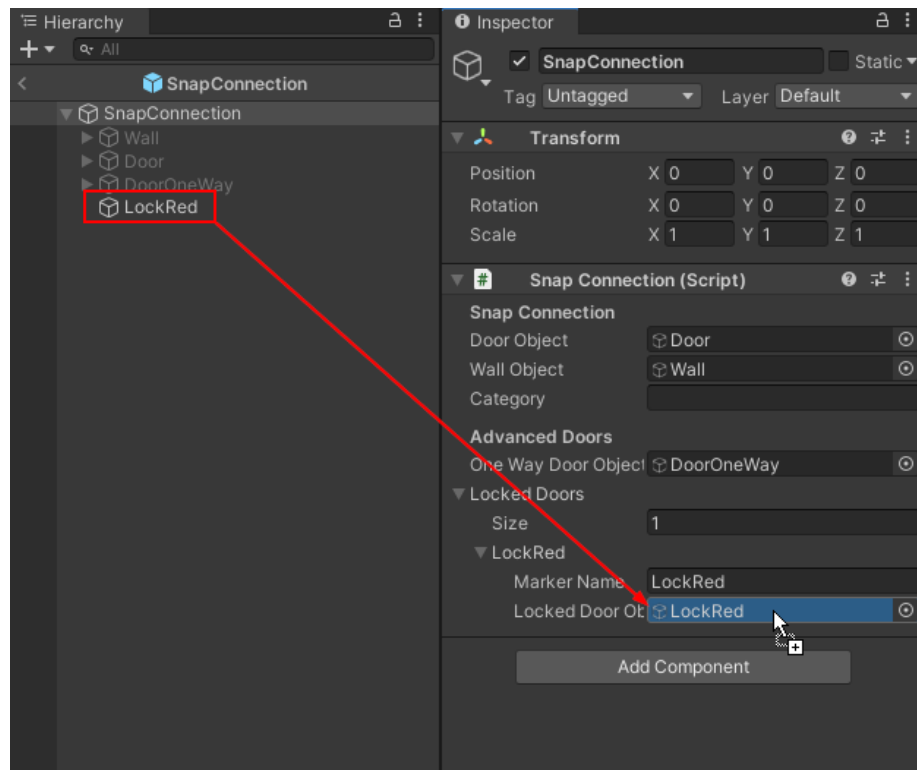 Hierarchy
All
SnapConnection
SnapConnection
Wall
Door
DoorOneWay
LockRed
Inspector
SnapConnection Static
Tag Untagged Layer Default
Transform
Position X 0 Y 0 Z 0
Rotation X 0 Y 0 Z 0
Scale X 1 Y 1 Z 1
# Snap Connection (Script)
Snap Connection
Door Object Door
Wall Object Wall
Category
Advanced Doors
One Way Door Object DoorOneWay
Locked Doors
Size 1
LockRed
Marker Name LockRed
Locked Door Ob LockRed
Add Component